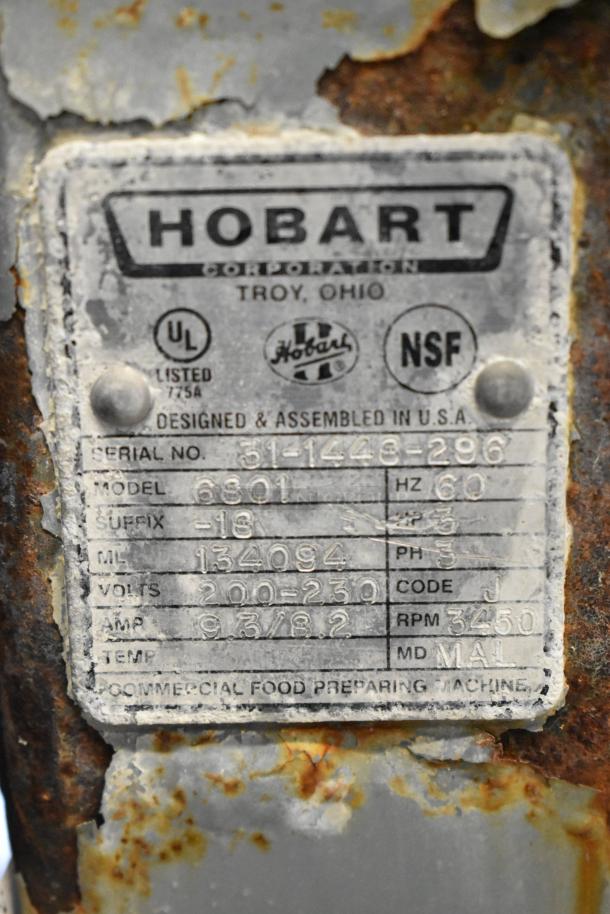 HOBART
CORPORATION
TROY, OHIO
UL Hobart ® NSF
LISTED
775A
DESIGNED & ASSEMBLED IN U.S.A.
SERIAL NO. 31-1448-286
MODEL 6801 HZ 60
SUFFIX -18 HP 3
ML 134094 PH 3
VOLTS 200-230 CODE J
AMP 9.3/8.2 RPM 3450
TEMP MD MAL
COMMERCIAL FOOD PREPARING MACHINE